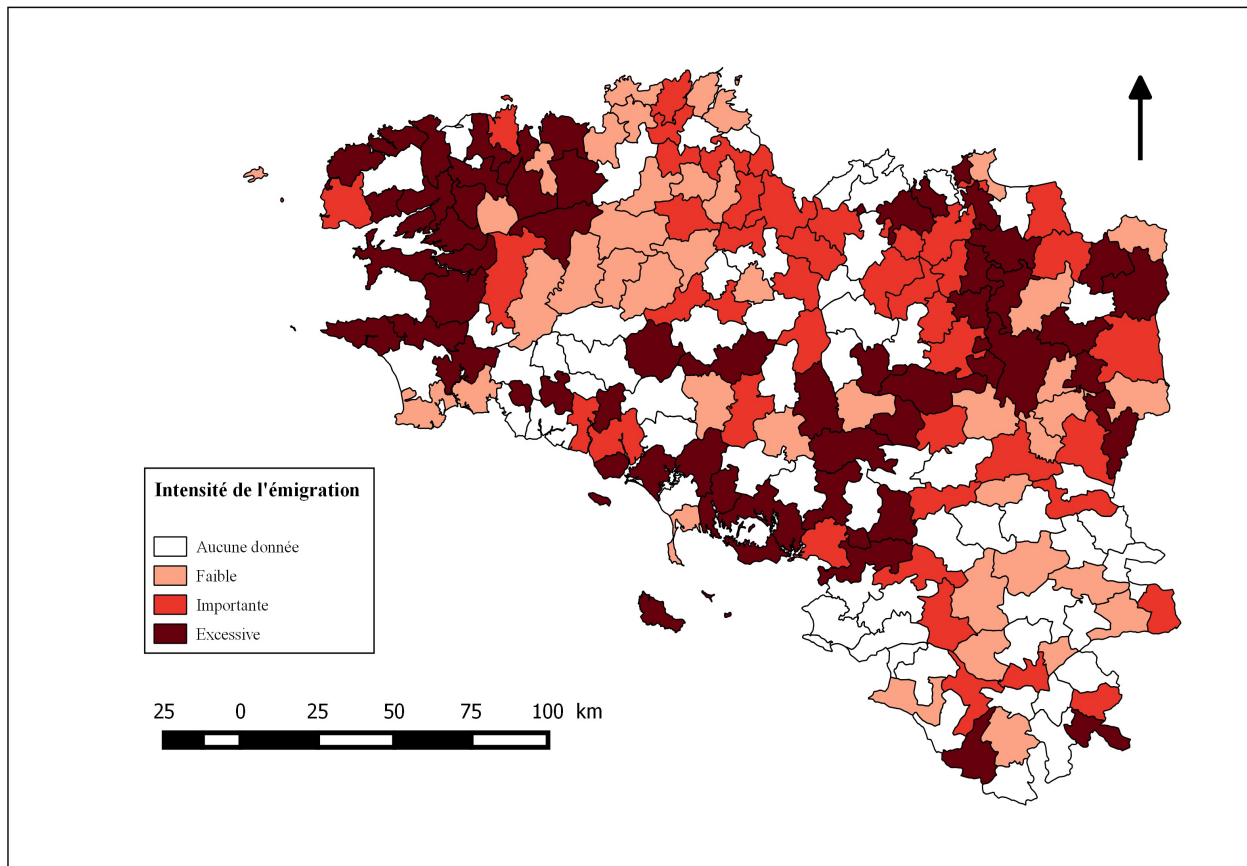 Intensité de l'émigration
Aucune donnée
Faible
Importante
Excessive
25 0 25 50 75 100 km